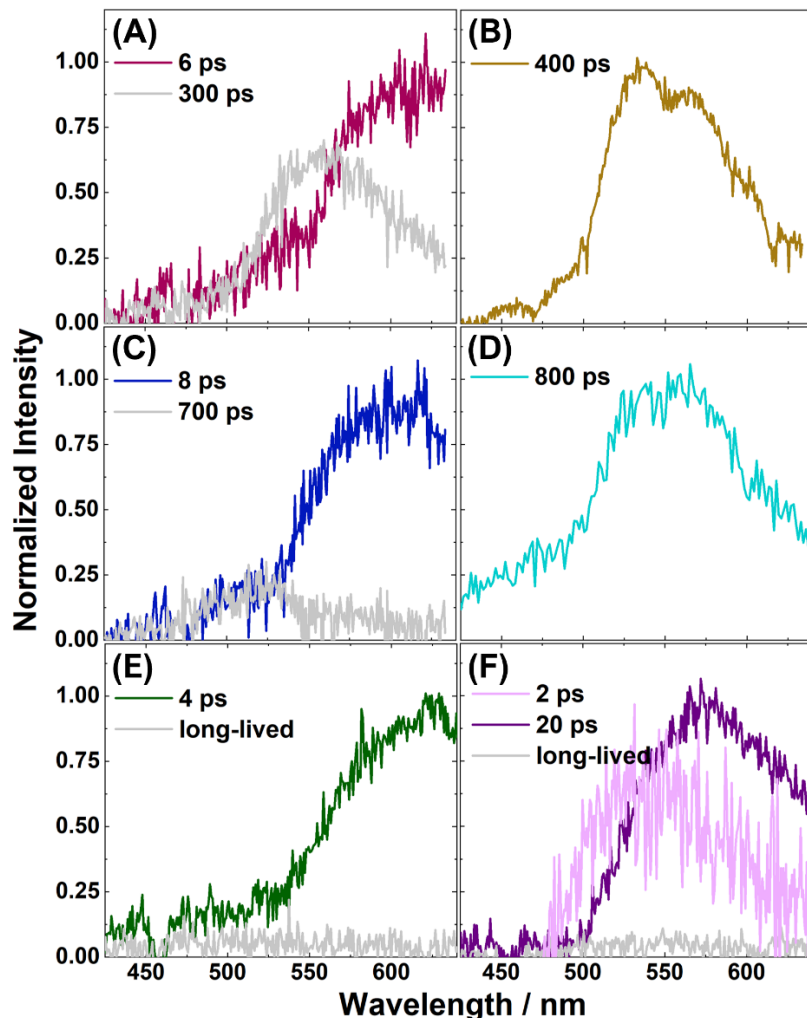 (A)
6 ps
300 ps
(B)
400 ps
1.00
0.75
0.50
0.25
0.00
(C)
8 ps
700 ps
(D)
800 ps
1.00
0.75
0.50
0.25
0.00
(E)
4 ps
long-lived
(F)
2 ps
20 ps
long-lived
1.00
0.75
0.50
0.25
0.00
450 500 550 600 450 500 550 600
Normalized Intensity
Wavelength / nm